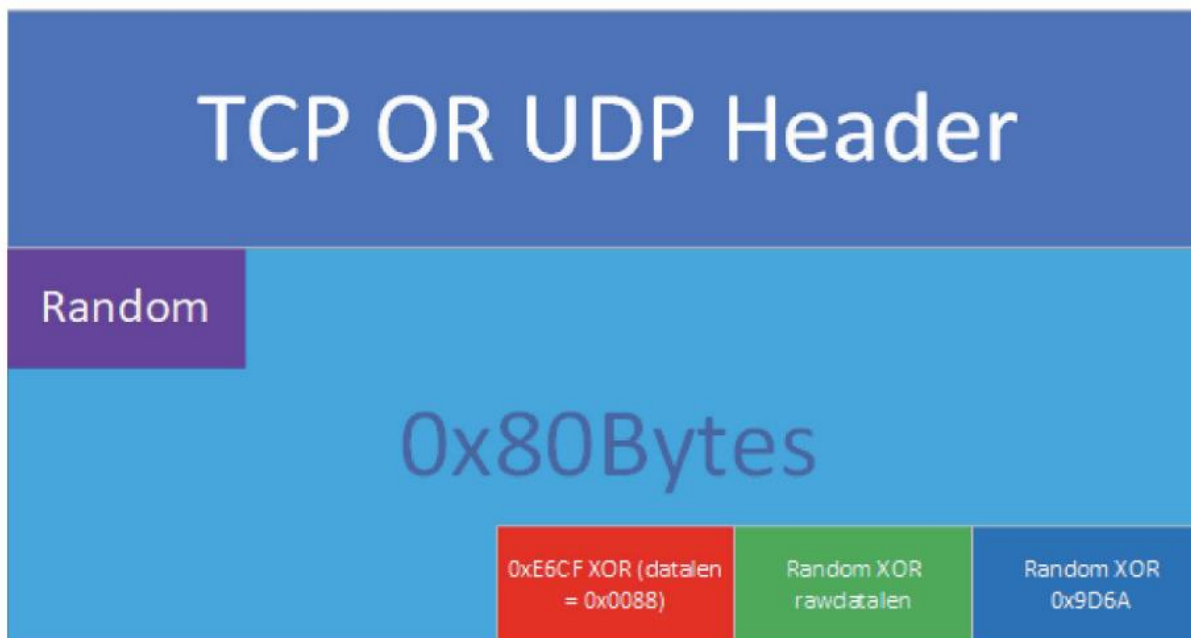 TCP OR UDP Header
Random
0x80Bytes
0xE6CF XOR (datalen
= 0x0088)
Random XOR
rawdatalen
Random XOR
0x9D6A